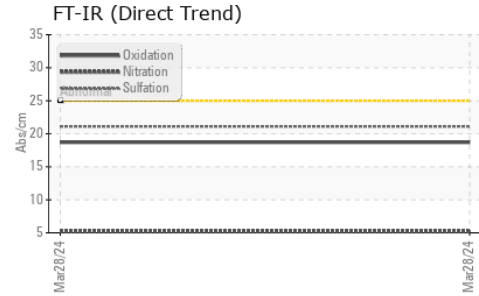 FT-IR (Direct Trend)
35
30
25
20
15
10
5
Abs/cm
Oxidation
Nitration
Sulfation
Abnormal
Mar28/24
Mar28/24